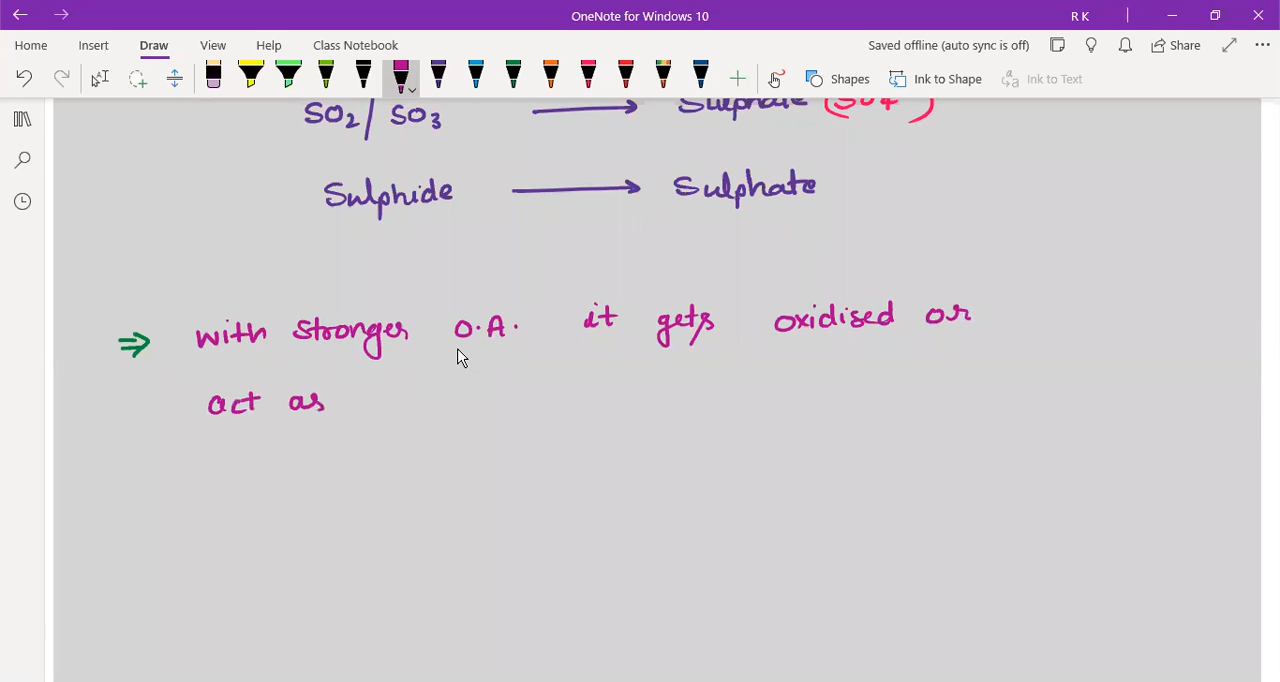 OneNote for Windows 10
R K
Home Insert Draw View Help Class Notebook
Saved offline (auto sync is off) Share
Shapes Ink to Shape Ink to Text
SO2/ SO3 → Sulphate (SO4)
Sulphide → Sulphate
⇒ with stronger O.A. it gets oxidised or
act as